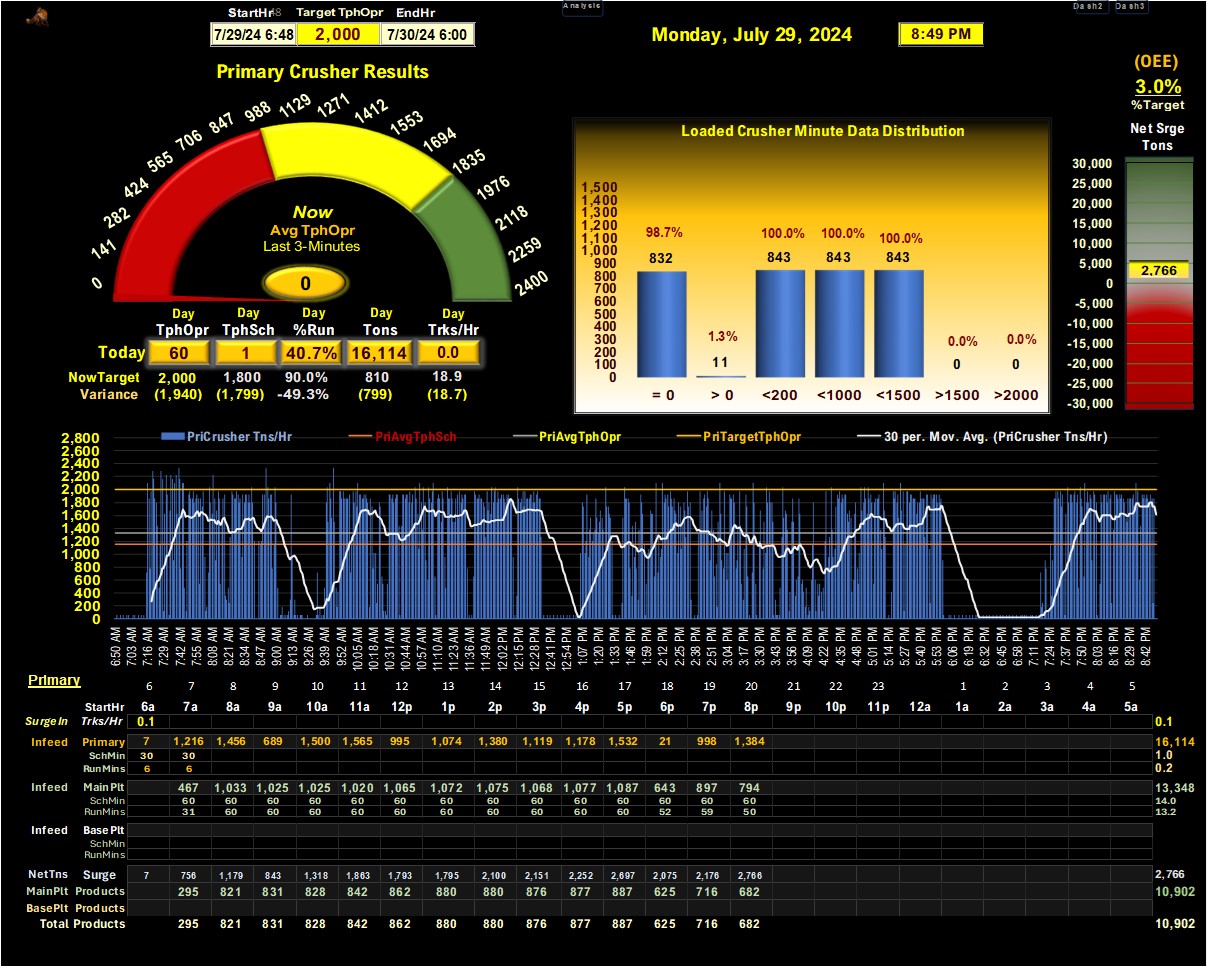 Analysis
Dash2 Dash3
StartHr Target TphOpr EndHr
7/29/24 6:48 2,000 7/30/24 6:00
Monday, July 29, 2024
8:49 PM
(OEE)
3.0%
%Target
Net Srge
Tons
30,000
25,000
20,000
15,000
10,000
5,000
2,766
0
-5,000
-10,000
-15,000
-20,000
-25,000
-30,000
Primary Crusher Results
0 141 282 424 565 706 847 988 1129 1271 1412 1553 1694 1835 1976 2118 2259 2400
Now
Avg TphOpr
Last 3-Minutes
0
Day Day Day Day Day
TphOpr TphSch %Run Tons Trks/Hr
Today 60 1 40.7% 16,114 0.0
NowTarget 2,000 1,800 90.0% 810 18.9
Variance (1,940) (1,799) -49.3% (799) (18.7)
Loaded Crusher Minute Data Distribution
1,500
1,400
1,300
1,200
1,100
1,000
900
800
700
600
500
400
300
200
100
0
98.7% 1.3% 100.0% 100.0% 100.0% 0.0% 0.0%
832 11 843 843 843 0 0
= 0 > 0 <200 <1000 <1500 >1500 >2000
PriCrusher Tns/Hr PriAvgTphSch PriAvgTphOpr PriTargetTphOpr 30 per. Mov. Avg. (PriCrusher Tns/Hr)
2,800
2,600
2,400
2,200
2,000
1,800
1,600
1,400
1,200
1,000
800
600
400
200
0
6:50 AM 7:03 AM 7:16 AM 7:29 AM 7:42 AM 7:55 AM 8:08 AM 8:21 AM 8:34 AM 8:47 AM 9:00 AM 9:13 AM 9:26 AM 9:39 AM 9:52 AM 10:05 AM 10:18 AM 10:31 AM 10:44 AM 10:57 AM 11:10 AM 11:23 AM 11:36 AM 11:49 AM 12:02 PM 12:15 PM 12:28 PM 12:41 PM 12:54 PM 1:07 PM 1:20 PM 1:33 PM 1:46 PM 1:59 PM 2:12 PM 2:25 PM 2:38 PM 2:51 PM 3:04 PM 3:17 PM 3:30 PM 3:43 PM 3:56 PM 4:09 PM 4:22 PM 4:35 PM 4:48 PM 5:01 PM 5:14 PM 5:27 PM 5:40 PM 5:53 PM 6:06 PM 6:19 PM 6:32 PM 6:45 PM 6:58 PM 7:11 PM 7:24 PM 7:37 PM 7:50 PM 8:03 PM 8:16 PM 8:29 PM 8:42 PM
Primary
6 7 8 9 10 11 12 13 14 15 16 17 18 19 20 21 22 23 1 2 3 4 5
StartHr 6a 7a 8a 9a 10a 11a 12p 1p 2p 3p 4p 5p 6p 7p 8p 9p 10p 11p 12a 1a 2a 3a 4a 5a
SurgeIn Trks/Hr 0.1 0.1
Infeed Primary 7 1,216 1,456 689 1,500 1,565 995 1,074 1,380 1,119 1,178 1,532 21 998 1,384 16,114
SchMin 30 30 1.0
RunMins 6 6 0.2
Infeed MainPlt 467 1,033 1,025 1,025 1,020 1,065 1,072 1,075 1,068 1,077 1,087 643 897 794 13,348
SchMin 60 60 60 60 60 60 60 60 60 60 60 60 60 50 14.0
RunMins 31 60 60 60 60 60 60 60 60 60 60 52 59 50 13.2
Infeed Base Plt
SchMin
RunMins
NetTns Surge 7 756 1,179 843 1,318 1,863 1,793 1,795 2,100 2,151 2,252 2,697 2,075 2,176 2,766 2,766
MainPlt Products 295 821 831 828 842 862 880 880 876 877 887 625 716 682 10,902
BasePlt Products
Total Products 295 821 831 828 842 862 880 880 876 877 887 625 716 682 10,902